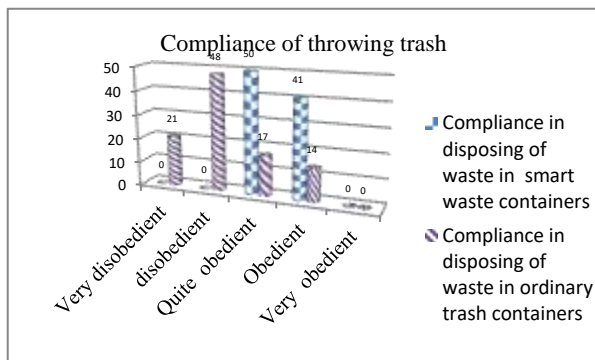 Compliance of throwing trash
50
40
30
20
10
0
0
21
0
48
50
17
41
14
0
0
Very disobedient
disobedient
Quite obedient
Obedient
Very obedient
Compliance in
disposing of
waste in smart
waste containers
Compliance in
disposing of
waste in ordinary
trash containers